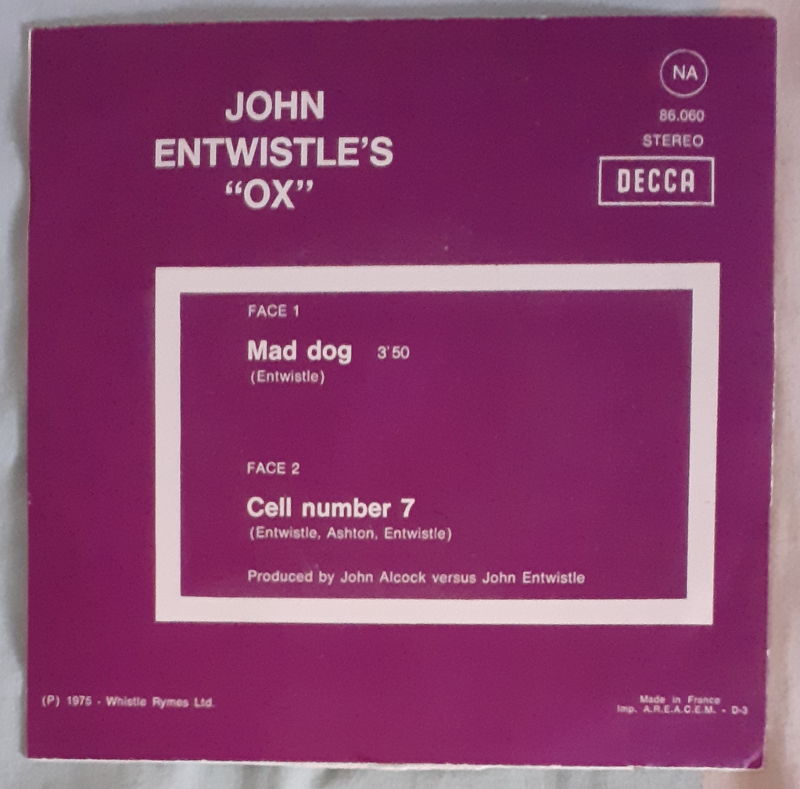 JOHN
ENTWISTLE'S
“OX”
NA
86.060
STEREO
DECCA
FACE 1
Mad dog 3'50
(Entwistle)
FACE 2
Cell number 7
(Entwistle, Ashton, Entwistle)
Produced by John Alcock versus John Entwistle
(P) 1975 - Whistle Rymes Ltd.
Made in France
Imp. A.R.E.A.C.E.M. - D-3